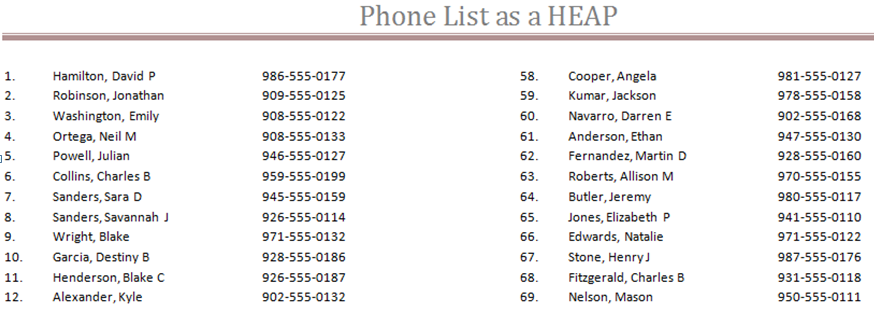 Phone List as a HEAP
1. Hamilton, David P 986-555-0177
2. Robinson, Jonathan 909-555-0125
3. Washington, Emily 908-555-0122
4. Ortega, Neil M 908-555-0133
5. Powell, Julian 946-555-0127
6. Collins, Charles B 959-555-0199
7. Sanders, Sara D 945-555-0159
8. Sanders, Savannah J 926-555-0114
9. Wright, Blake 971-555-0132
10. Garcia, Destiny B 928-555-0186
11. Henderson, Blake C 926-555-0187
12. Alexander, Kyle 902-555-0132
58. Cooper, Angela 981-555-0127
59. Kumar, Jackson 978-555-0158
60. Navarro, Darren E 902-555-0168
61. Anderson, Ethan 947-555-0130
62. Fernandez, Martin D 928-555-0160
63. Roberts, Allison M 970-555-0155
64. Butler, Jeremy 980-555-0117
65. Jones, Elizabeth P 941-555-0110
66. Edwards, Natalie 971-555-0122
67. Stone, Henry J 987-555-0176
68. Fitzgerald, Charles B 931-555-0118
69. Nelson, Mason 950-555-0111